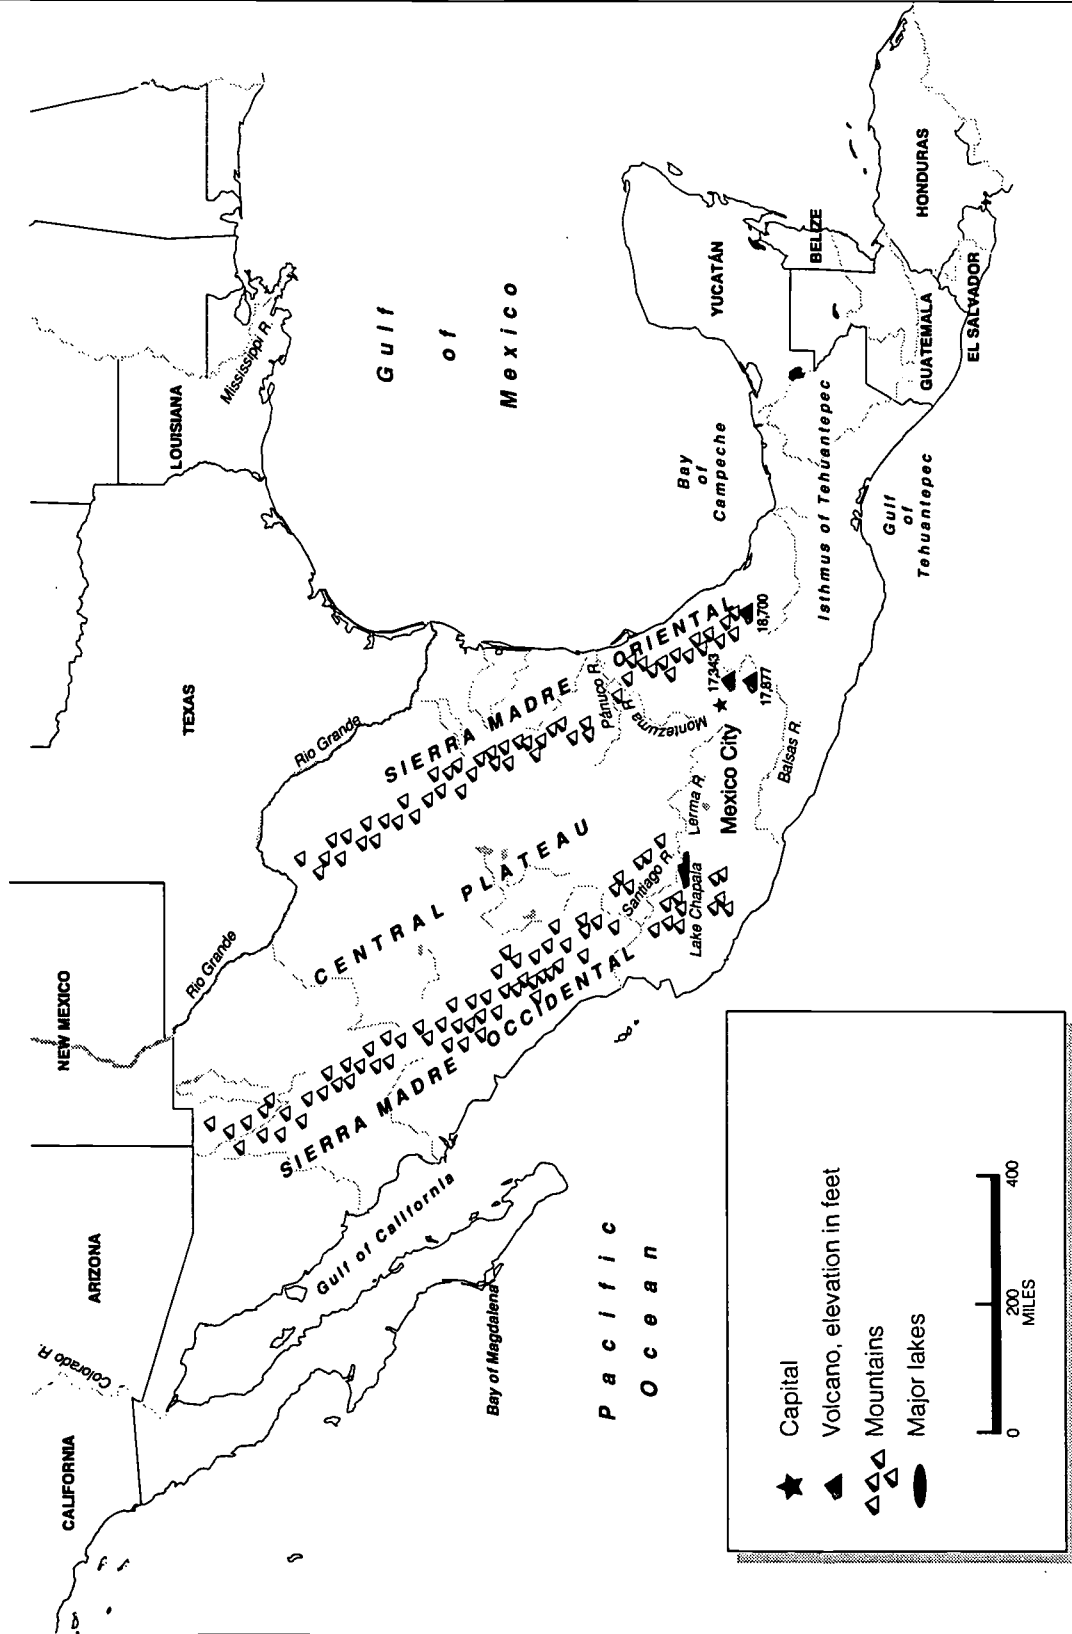 CALIFORNIA
Colorado R.
ARIZONA
NEW MEXICO
Rio Grande
TEXAS
Rio Grande
LOUISIANA
Mississippi R.
Gulf
of
Mexico
Gulf of California
Bay of Magdalena
SIERRA MADRE OCCIDENTAL
CENTRAL PLATEAU
SIERRA MADRE ORIENTAL
Pánuco R.
Montezuma R.
Santiago R.
Lake Chapala
Lerma R.
Mexico City
17,343
17,877
18,700
Balsas R.
Bay
of
Campeche
YUCATÁN
BELIZE
Isthmus of Tehuantepec
Gulf
of
Tehuantepec
GUATEMALA
EL SALVADOR
HONDURAS
Pacific
Ocean
Capital
Volcano, elevation in feet
Mountains
Major lakes
0 200 400
MILES